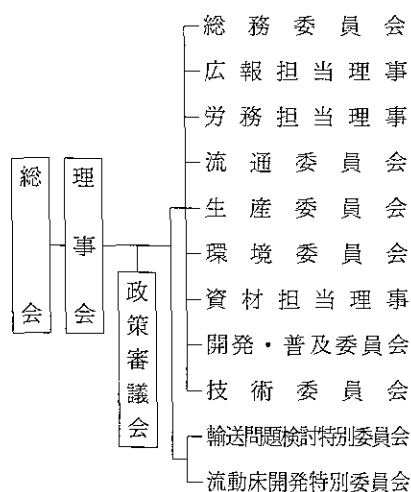 総会
理事会
政策審議会
総務委員会
広報担当理事
労務担当理事
流通委員会
生産委員会
環境委員会
資材担当理事
開発・普及委員会
技術委員会
輸送問題検討特別委員会
流動床開発特別委員会